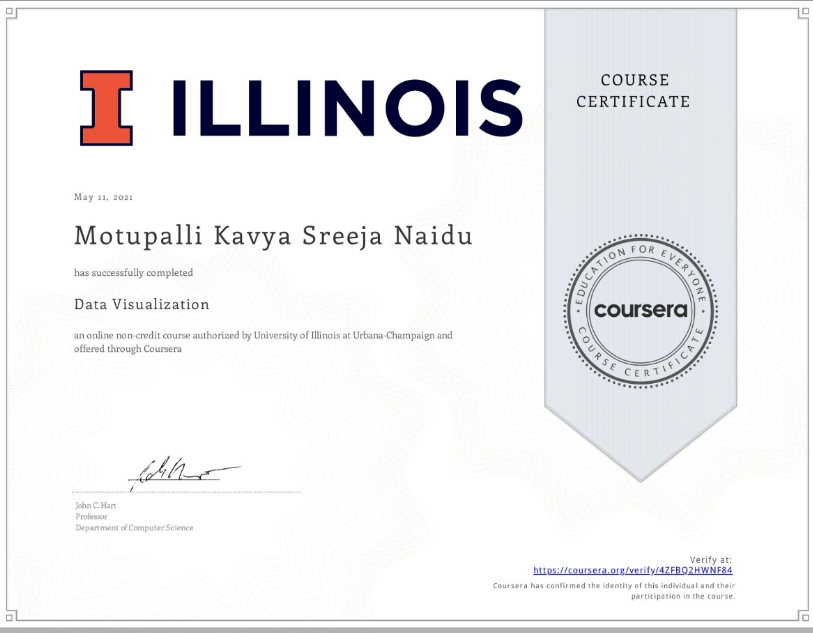 ILLINOIS
COURSE
CERTIFICATE
May 11, 2021
Motupalli Kavya Sreeja Naidu
has successfully completed
Data Visualization
an online non-credit course authorized by University of Illinois at Urbana-Champaign and
offered through Coursera
EDUCATION FOR EVERYONE
coursera
COURSE CERTIFICATE
John C. Hart
Professor
Department of Computer Science
Verify at:
https://coursera.org/verify/4ZFBQ2HWNF84
Coursera has confirmed the identity of this individual and their
participation in the course.